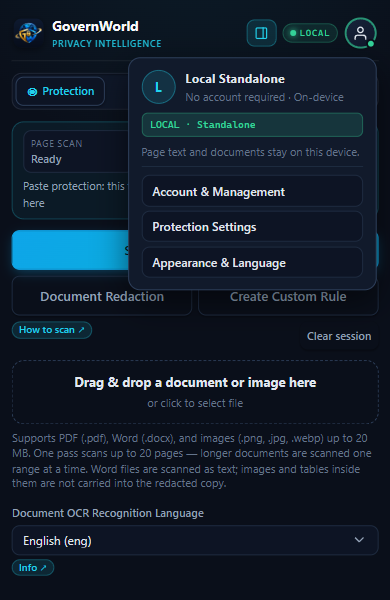 GovernWorld
PRIVACY INTELLIGENCE
LOCAL
Protection
L
Local Standalone
No account required · On-device
LOCAL · Standalone
Page text and documents stay on this device.
Account & Management
Protection Settings
Appearance & Language
PAGE SCAN
Ready
Paste protection: this
here
S
Document Redaction
Create Custom Rule
How to scan ↗
Clear session
Drag & drop a document or image here
or click to select file
Supports PDF (.pdf), Word (.docx), and images (.png, .jpg, .webp) up to 20
MB. One pass scans up to 20 pages — longer documents are scanned one
range at a time. Word files are scanned as text; images and tables inside
them are not carried into the redacted copy.
Document OCR Recognition Language
English (eng)
Info ↗